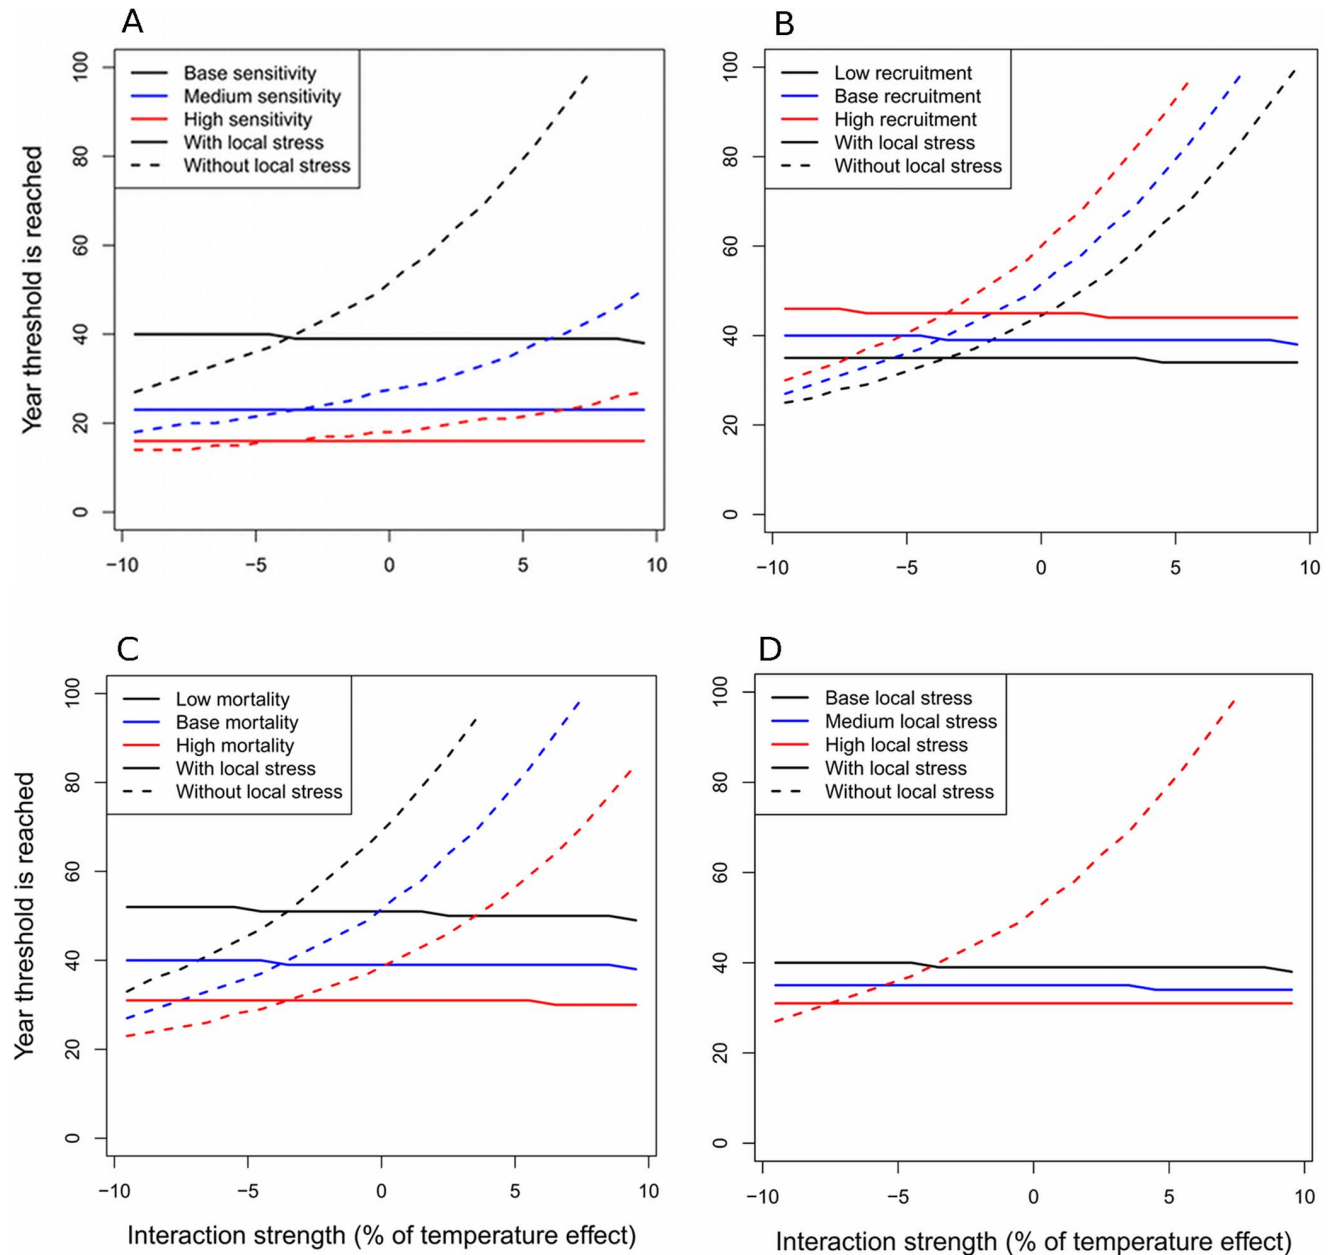 A
Year threshold is reached
100
80
60
40
20
0
Base sensitivity
Medium sensitivity
High sensitivity
With local stress
Without local stress
−10 −5 0 5 10
B
100
80
60
40
20
0
Low recruitment
Base recruitment
High recruitment
With local stress
Without local stress
−10 −5 0 5 10
C
Year threshold is reached
100
80
60
40
20
0
Low mortality
Base mortality
High mortality
With local stress
Without local stress
−10 −5 0 5 10
Interaction strength (% of temperature effect)
D
100
80
60
40
20
0
Base local stress
Medium local stress
High local stress
With local stress
Without local stress
−10 −5 0 5 10
Interaction strength (% of temperature effect)